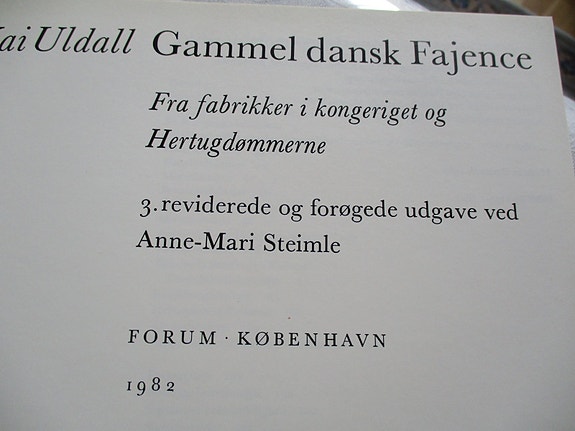 ai Uldall Gammel dansk Fajence
Fra fabrikker i kongeriget og
Hertugdømmerne
3. reviderede og forøgede udgave ved
Anne-Mari Steimle
FORUM · KØBENHAVN
1982